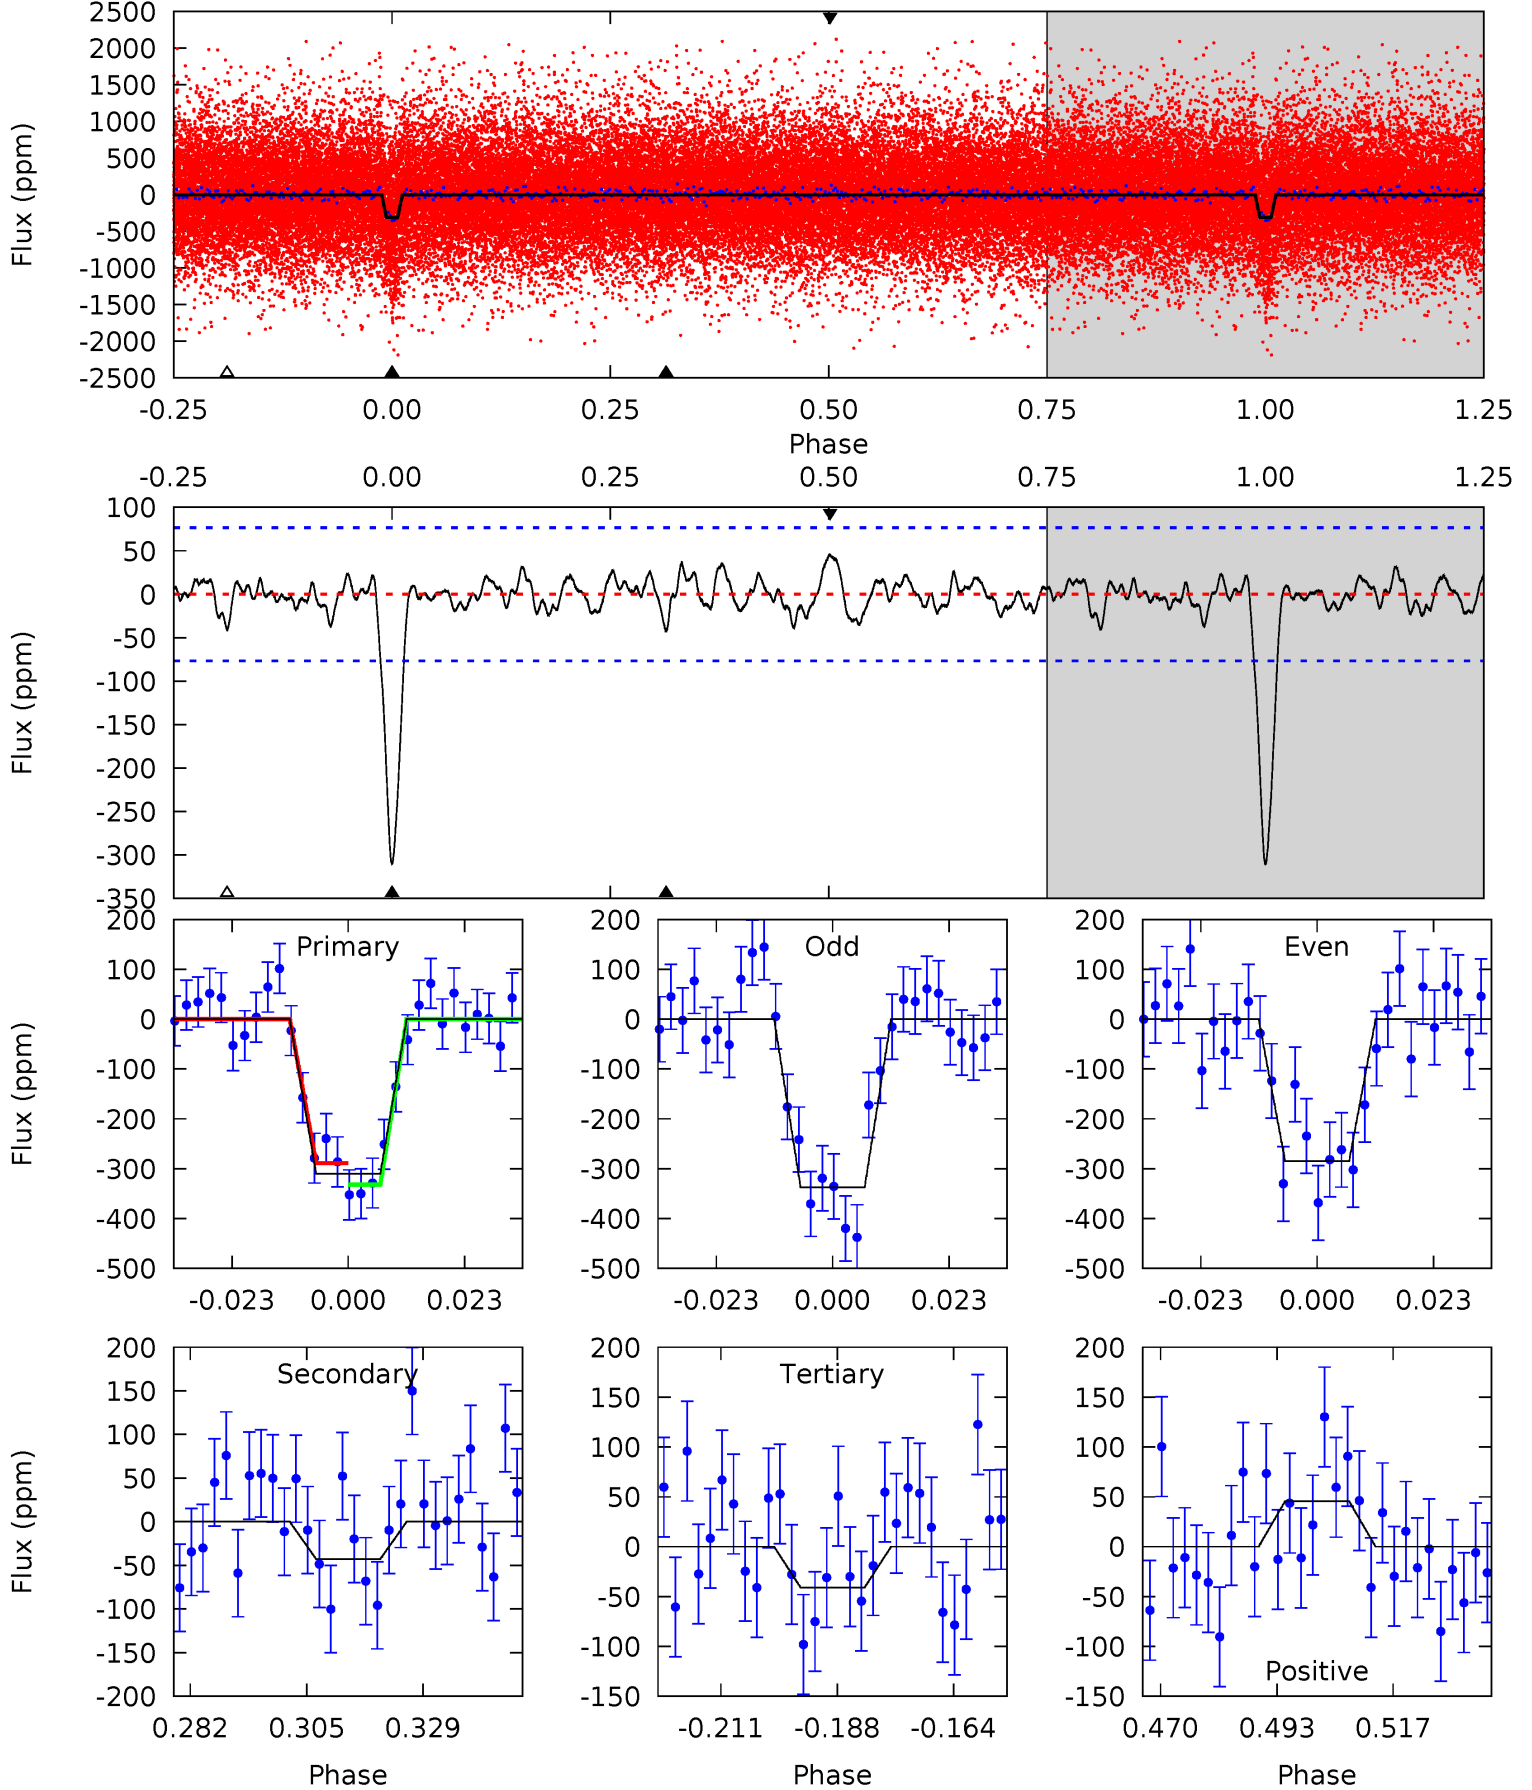 2500
2000
1500
1000
500
0
-500
-1000
-1500
-2000
-2500
Flux (ppm)
-0.25 0.00 0.25 0.50 0.75 1.00 1.25
Phase
-0.25 0.00 0.25 0.50 0.75 1.00 1.25
100
50
0
-50
-100
-150
-200
-250
-300
-350
Flux (ppm)
Primary Odd Even
200 200 200
100 100 100
0 0 0
-100 -100 -100
-200 -200 -200
-300 -300 -300
-400 -400 -400
-500 -500 -500
Flux (ppm)
-0.023 0.000 0.023 -0.023 0.000 0.023 -0.023 0.000 0.023
Secondary Tertiary Positive
200 200 200
150 150 150
100 100 100
50 50 50
0 0 0
-50 -50 -50
-100 -100 -100
-150 -150 -150
-200
Flux (ppm)
0.282 0.305 0.329 -0.211 -0.188 -0.164 0.470 0.493 0.517
Phase Phase Phase